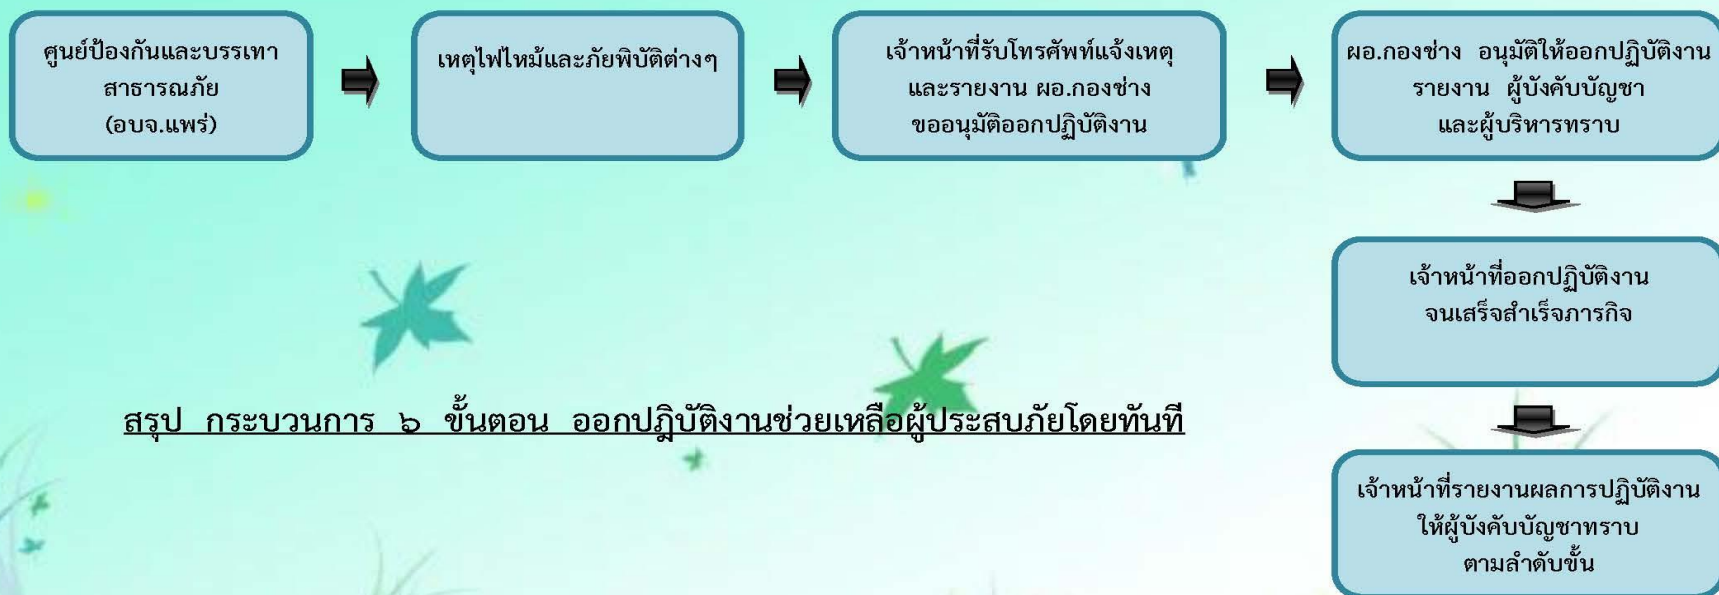 ศูนย์ป้องกันและบรรเทา
สาธารณภัย
(อบจ.แพร่)
เหตุไฟไหม้และภัยพิบัติต่างๆ
เจ้าหน้าที่รับโทรศัพท์แจ้งเหตุ
และรายงาน ผอ.กองช่าง
ขออนุมัติออกปฏิบัติงาน
ผอ.กองช่าง อนุมัติให้ออกปฏิบัติงาน
รายงาน ผู้บังคับบัญชา
และผู้บริหารทราบ
เจ้าหน้าที่ออกปฏิบัติงาน
จนเสร็จสำเร็จภารกิจ
สรุป กระบวนการ ๖ ขั้นตอน ออกปฎิบัติงานช่วยเหลือผู้ประสบภัยโดยทันที
เจ้าหน้าที่รายงานผลการปฏิบัติงาน
ให้ผู้บังคับบัญชาทราบ
ตามลำดับขั้น